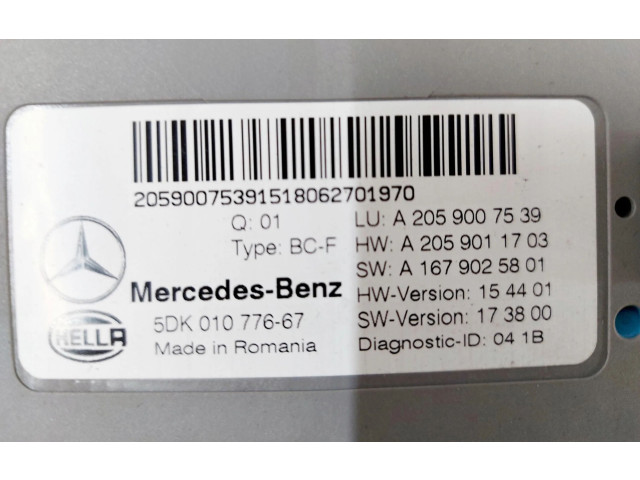 2059007539151806270 1970
Q: 01
Type: BC-F
Mercedes-Benz
HELLA
5DK 010 776-67
Made in Romania
LU: A 205 900 75 39
HW: A 205 901 17 03
SW: A 167 902 58 01
HW-Version: 15 44 01
SW-Version: 17 38 00
Diagnostic-ID: 04 1B